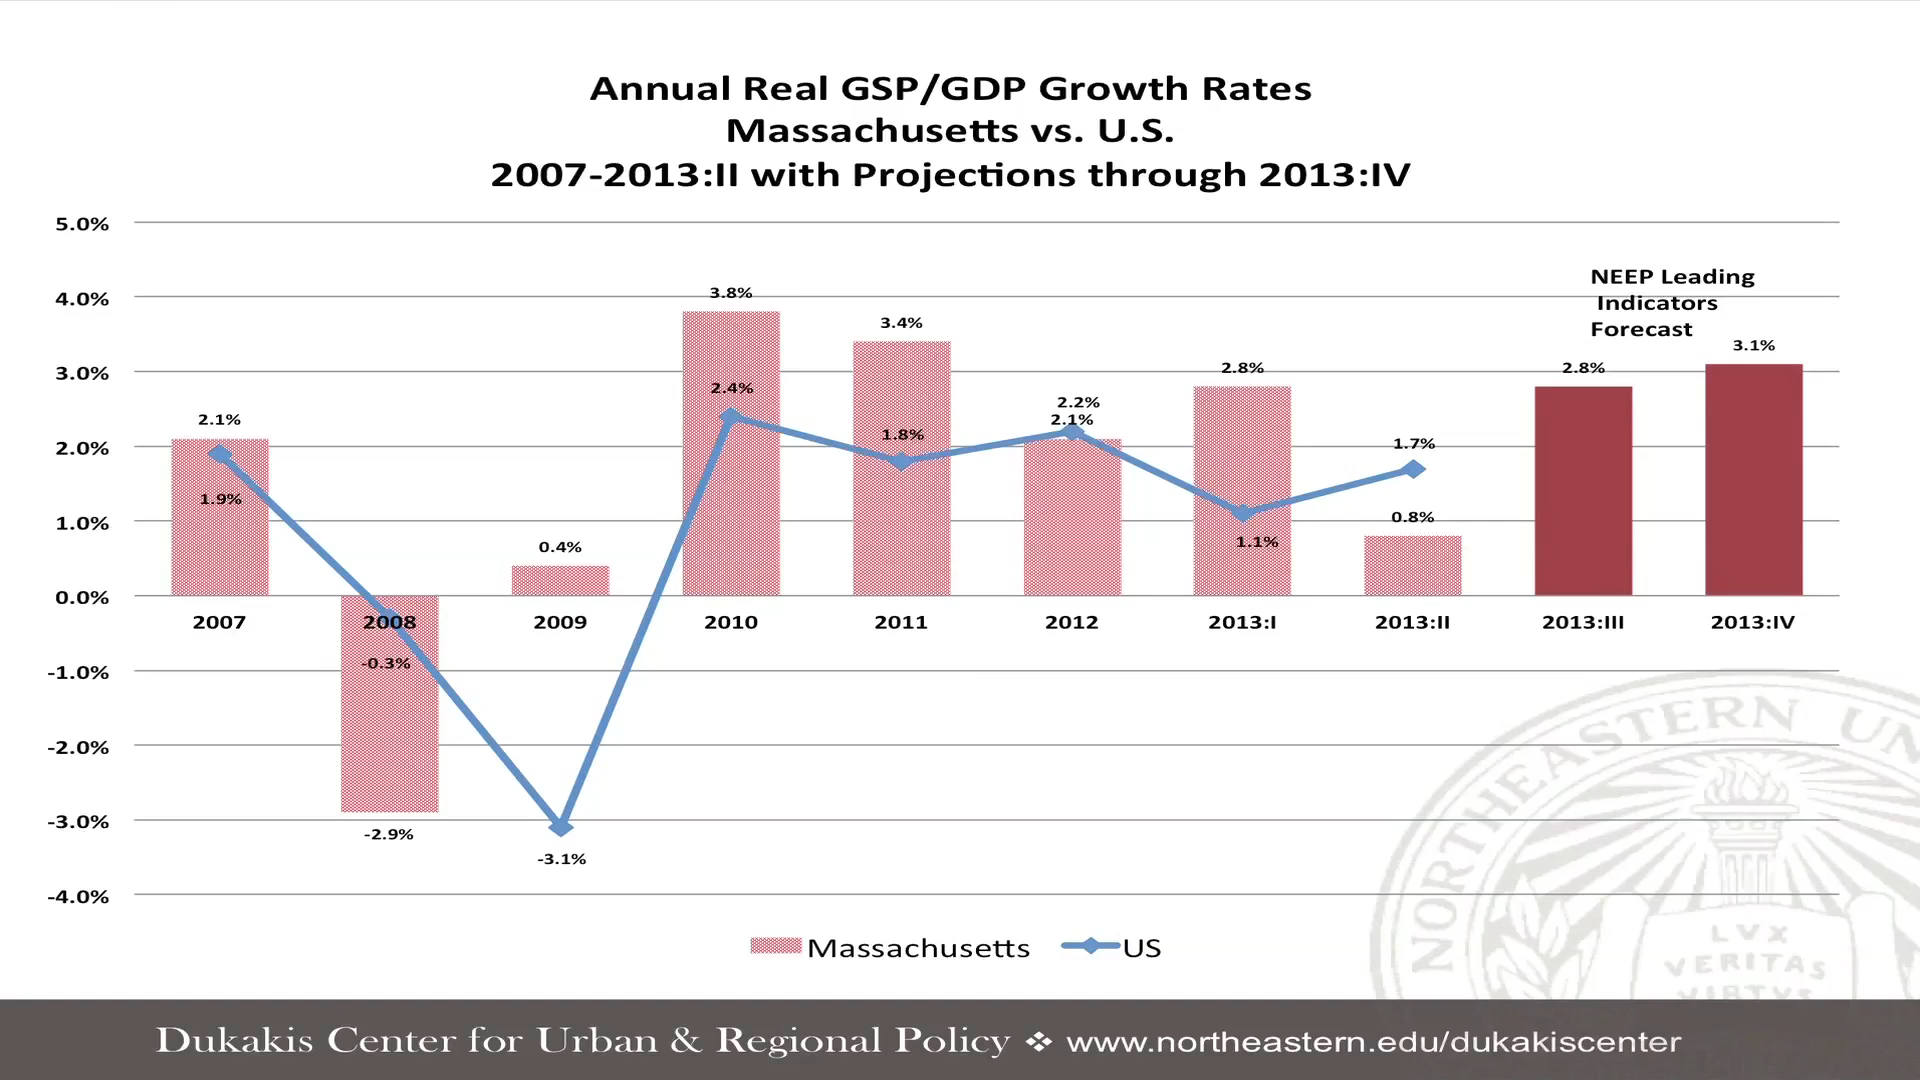 Annual Real GSP/GDP Growth Rates
Massachusetts vs. U.S.
2007-2013:II with Projections through 2013:IV
5.0%
4.0%
3.0%
2.0%
1.0%
0.0%
-1.0%
-2.0%
-3.0%
-4.0%
NEEP Leading
Indicators
Forecast
2.1%
1.9%
-0.3%
-2.9%
0.4%
-3.1%
3.8%
2.4%
3.4%
1.8%
2.2%
2.1%
2.8%
1.1%
1.7%
0.8%
2.8%
3.1%
2007 2008 2009 2010 2011 2012 2013:I 2013:II 2013:III 2013:IV
Massachusetts US
NORTHEASTERN UN
LVX
VERITAS
VIRTVS
Dukakis Center for Urban & Regional Policy ❖ www.northeastern.edu/dukakiscenter